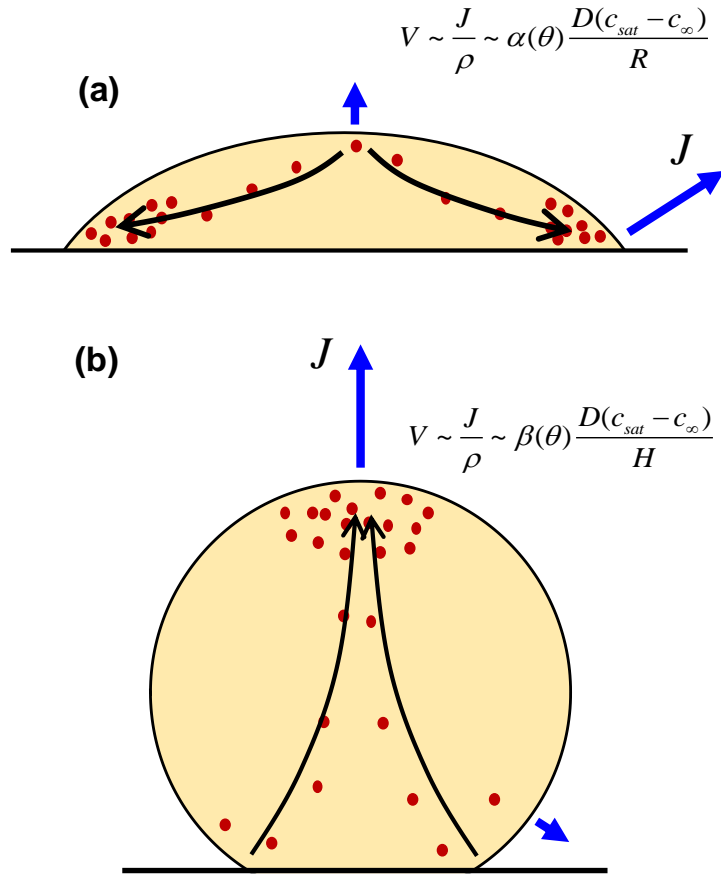 V ~ J/ρ ~ α(θ) D(c_sat − c_∞)/R
(a)
J
(b)
J
V ~ J/ρ ~ β(θ) D(c_sat − c_∞)/H